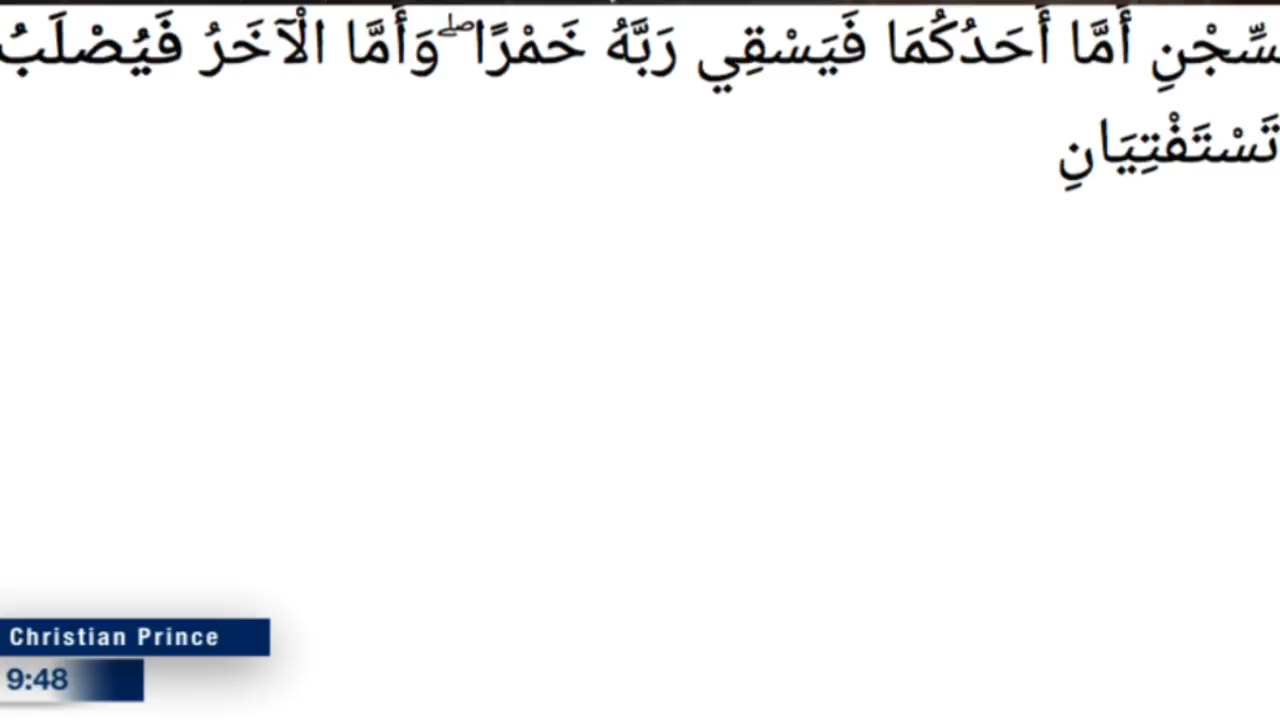 أَمَّا أَحَدُكُمَا فَيَسْقِي رَبَّهُ خَمْرًا ۖ وَأَمَّا الْآخَرُ فَيُصْلَبُ
تَسْتَفْتِيَانِ
Christian Prince
9:48